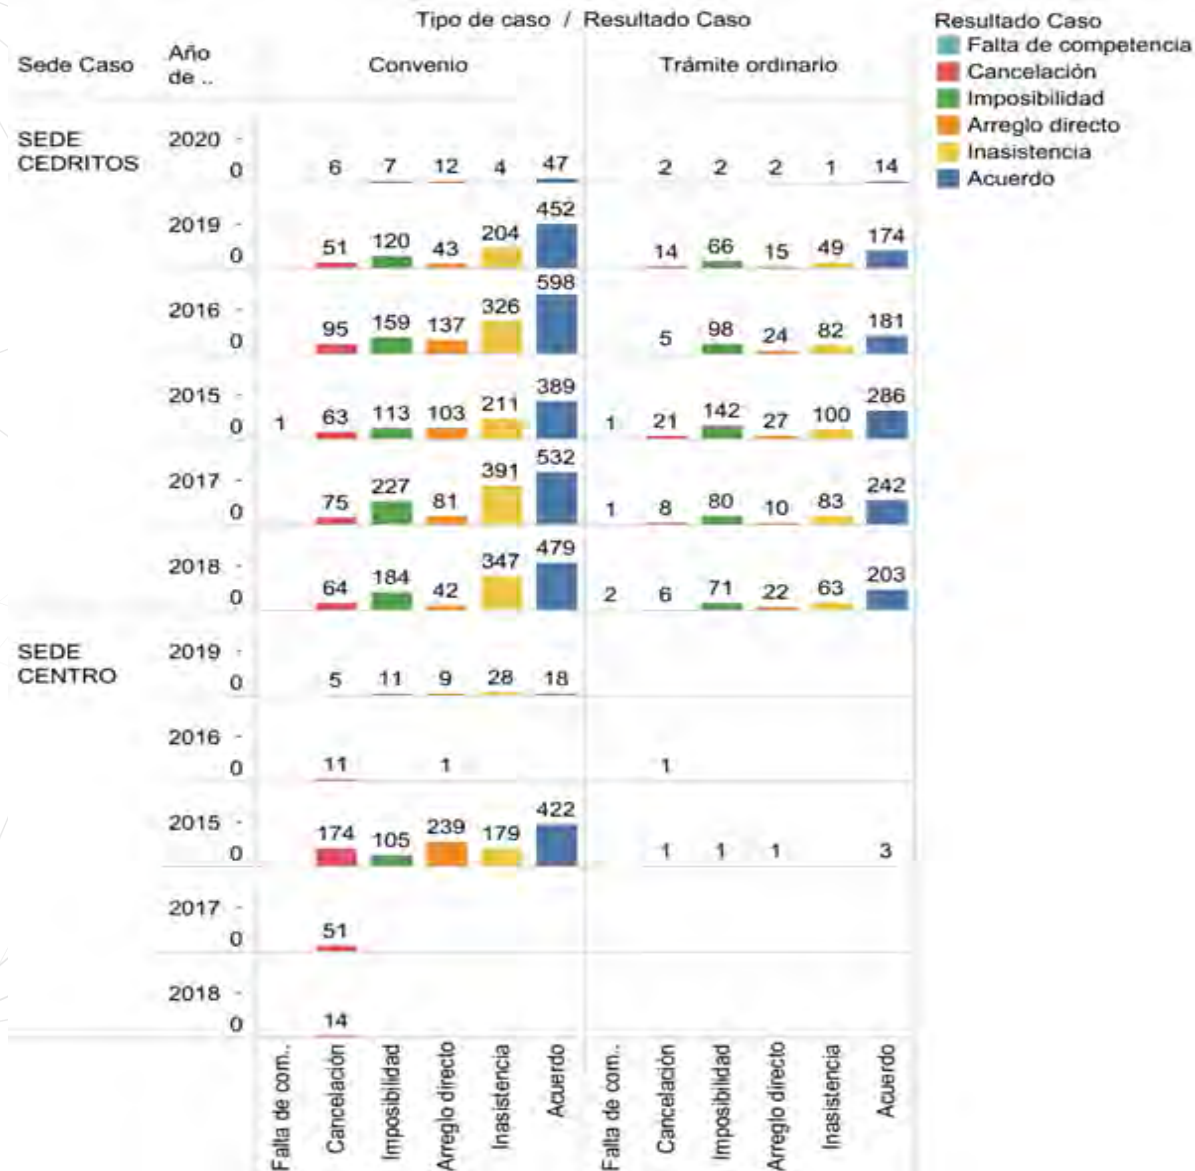 Tipo de caso / Resultado Caso
Sede Caso
Año de ..
Convenio
Trámite ordinario
Resultado Caso
Falta de competencia
Cancelación
Imposibilidad
Arreglo directo
Inasistencia
Acuerdo
SEDE CEDRITOS
2020
0 6 7 12 4 47 2 2 2 1 14
2019
0 51 120 43 204 452 14 66 15 49 174
2016
0 95 159 137 326 598 5 98 24 82 181
2015
0 1 63 113 103 211 389 1 21 142 27 100 286
2017
0 75 227 81 391 532 1 8 80 10 83 242
2018
0 64 184 42 347 479 2 6 71 22 63 203
SEDE CENTRO
2019
0 5 11 9 28 18
2016
0 11 1 1
2015
0 174 105 239 179 422 1 1 1 3
2017
0 51
2018
0 14
Falta de com..
Cancelación
Imposibilidad
Arreglo directo
Inasistencia
Acuerdo
Falta de com..
Cancelación
Imposibilidad
Arreglo directo
Inasistencia
Acuerdo